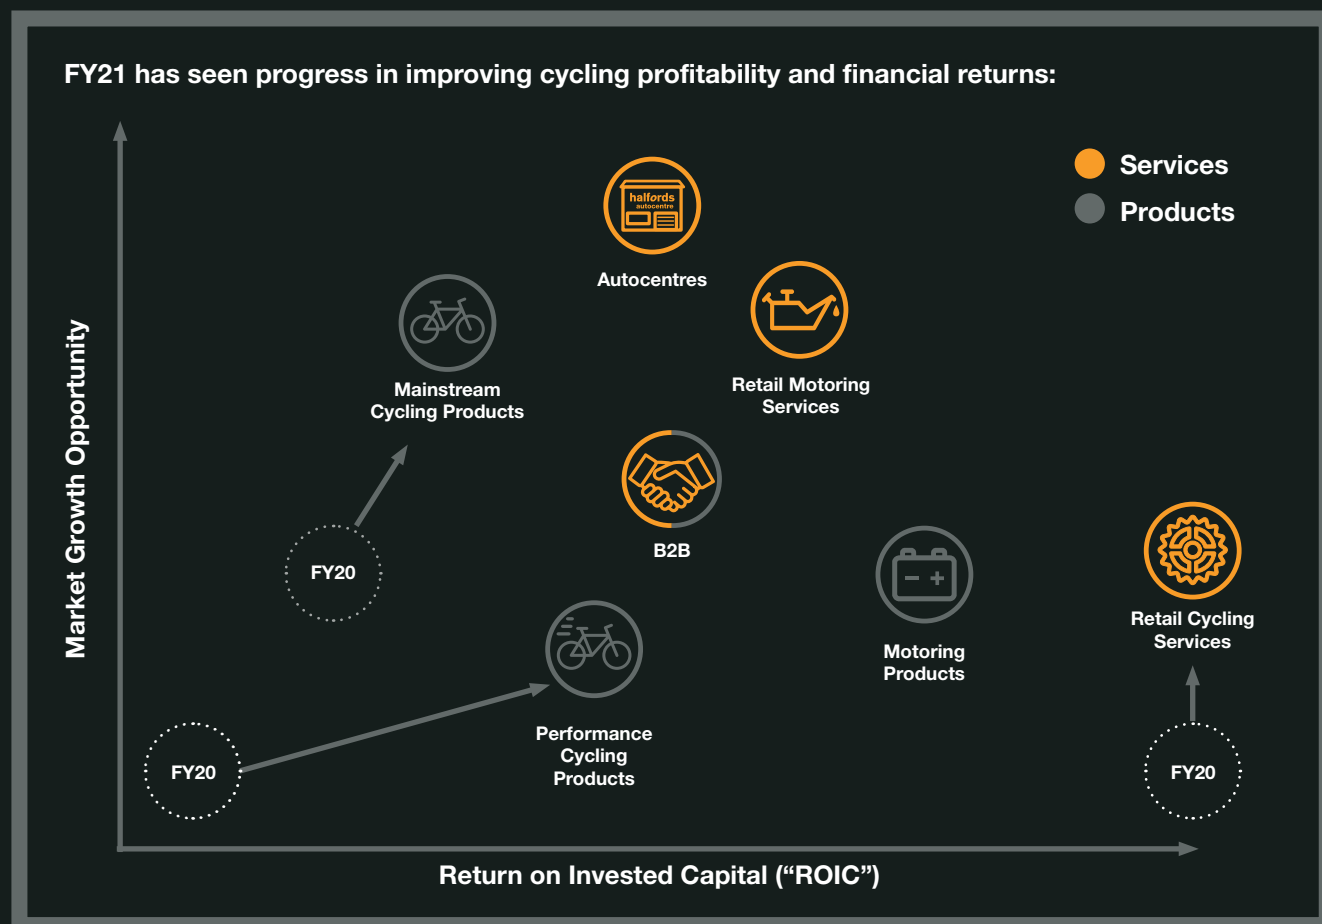 FY21 has seen progress in improving cycling profitability and financial returns:
Services
Products
halfords
autocentre
Autocentres
Retail Motoring
Services
Mainstream
Cycling Products
B2B
Market Growth Opportunity
FY20
Retail Cycling
Services
Motoring
Products
Performance
Cycling
Products
FY20
FY20
Return on Invested Capital (“ROIC”)